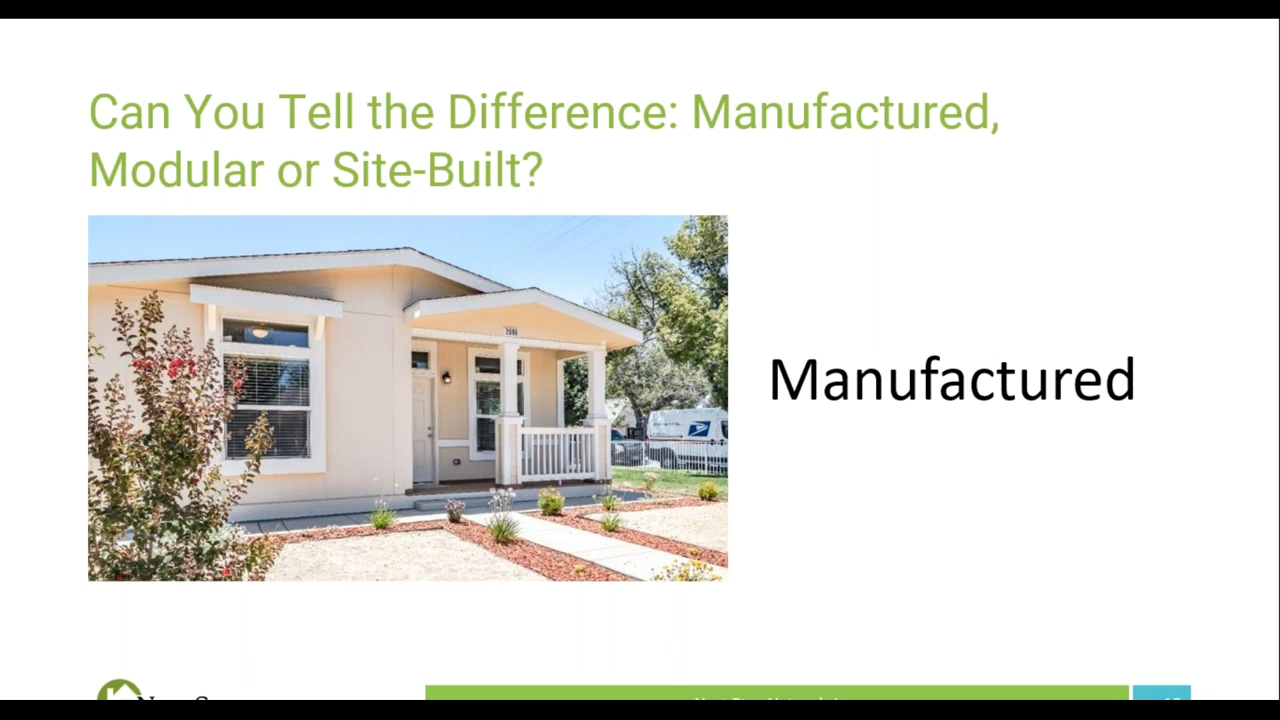 Can You Tell the Difference: Manufactured,
Modular or Site-Built?
Manufactured